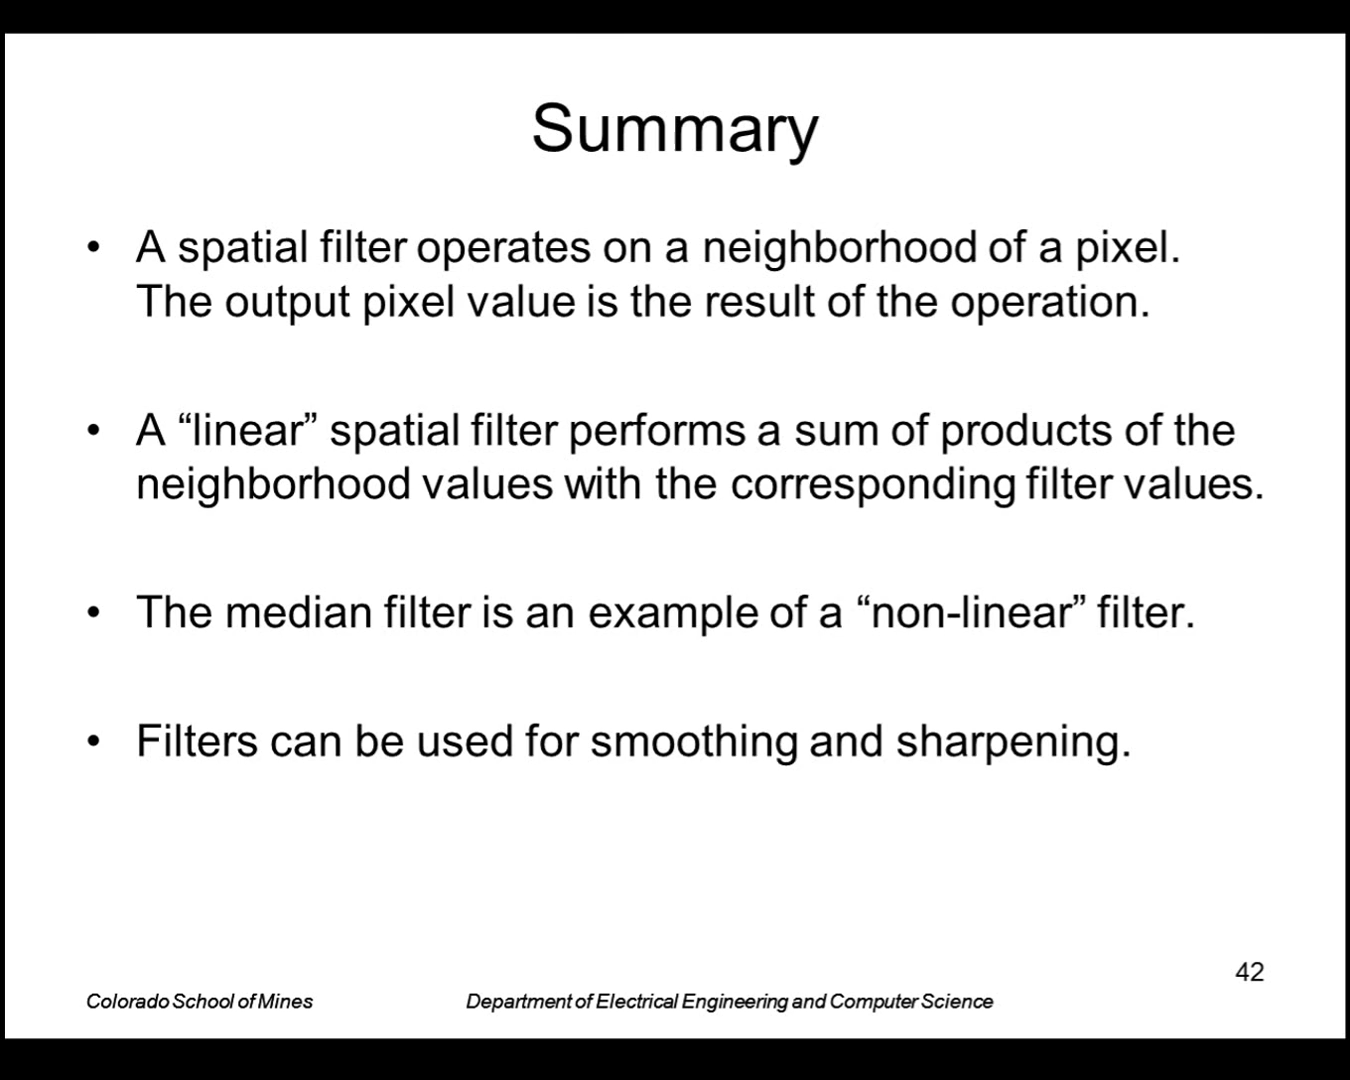 Summary
• A spatial filter operates on a neighborhood of a pixel.
The output pixel value is the result of the operation.
• A “linear” spatial filter performs a sum of products of the
neighborhood values with the corresponding filter values.
• The median filter is an example of a “non-linear” filter.
• Filters can be used for smoothing and sharpening.
42
Colorado School of Mines
Department of Electrical Engineering and Computer Science